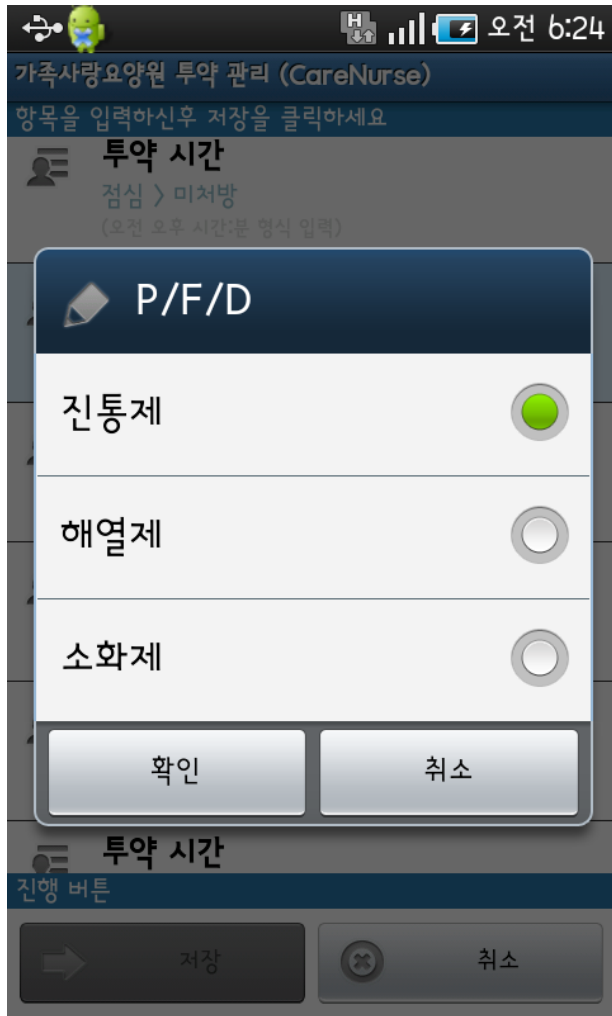 오전 6:24
가족사랑요양원 투약 관리 (CareNurse)
항목을 입력하신후 저장을 클릭하세요
투약 시간
점심 〉 미처방
(오전 오후 시간:분 형식 입력)
P/F/D
진통제
해열제
소화제
확인
취소
투약 시간
진행 버튼
저장
취소